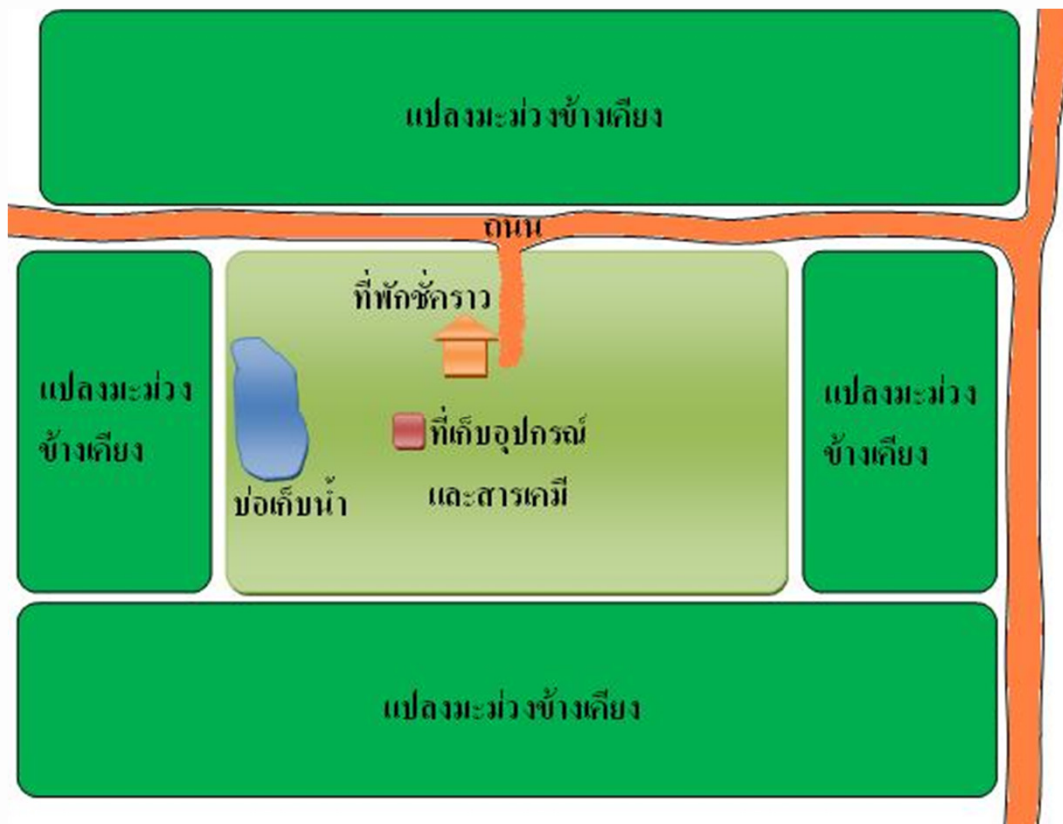 แปลงมะม่วงข้างเคียง
ถนน
ที่พักชั่คราว
แปลงมะม่วง
ข้างเคียง
บ่อเก็บน้ำ
ที่เก็บอุปกรณ์
และสารเคมี
แปลงมะม่วง
ข้างเคียง
แปลงมะม่วงข้างเคียง